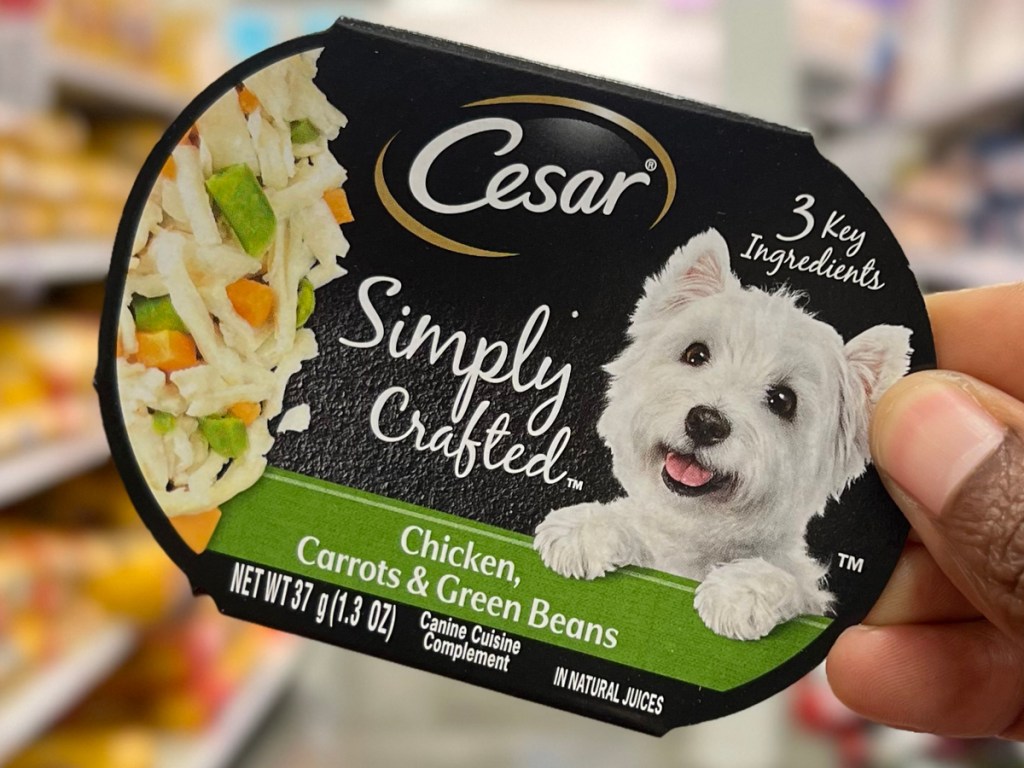 Cesar®
3 Key
Ingredients
Simply
Crafted™
Chicken,
Carrots & Green Beans
NET WT 37 g (1.3 OZ)
Canine Cuisine
Complement
IN NATURAL JUICES
TM